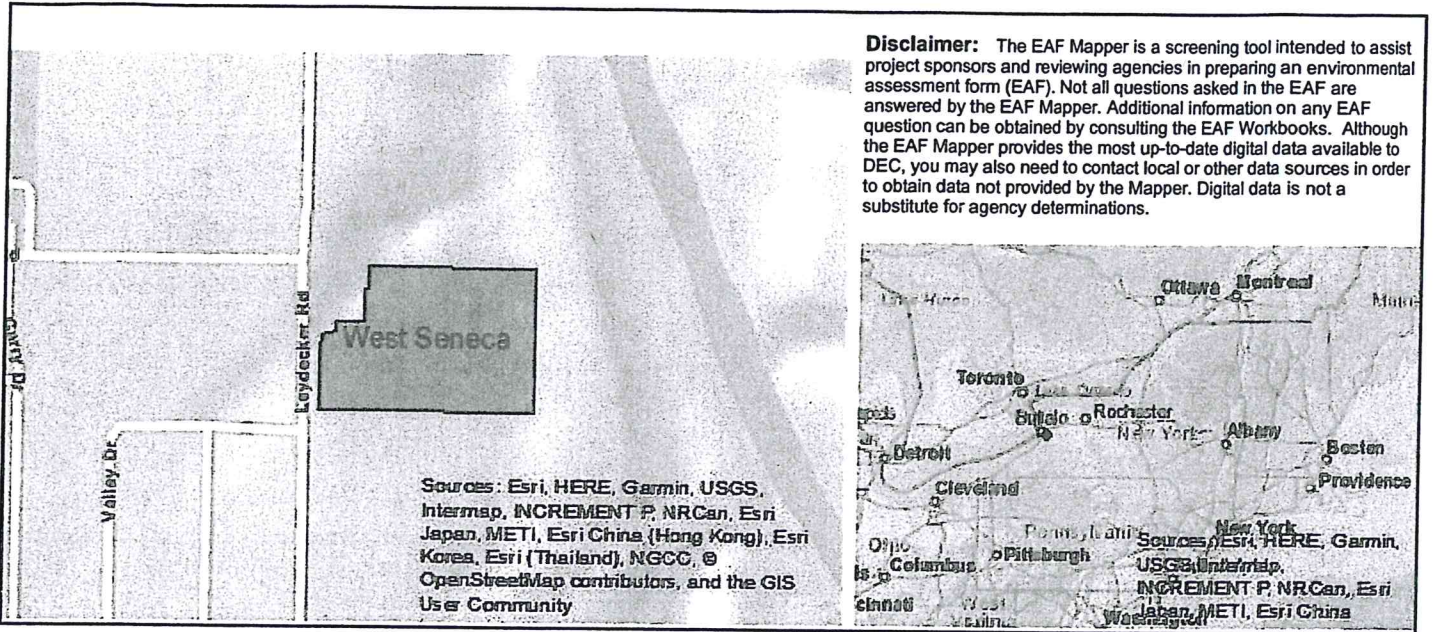 Disclaimer: The EAF Mapper is a screening tool intended to assist
project sponsors and reviewing agencies in preparing an environmental
assessment form (EAF). Not all questions asked in the EAF are
answered by the EAF Mapper. Additional information on any EAF
question can be obtained by consulting the EAF Workbooks. Although
the EAF Mapper provides the most up-to-date digital data available to
DEC, you may also need to contact local or other data sources in order
to obtain data not provided by the Mapper. Digital data is not a
substitute for agency determinations.
Leydecker Rd
West Seneca
Valley Dr
Sources: Esri, HERE, Garmin, USGS,
Intermap, INCREMENT P, NRCan, Esri
Japan, METI, Esri China (Hong Kong), Esri
Korea, Esri (Thailand), NGCC, ©
OpenStreetMap contributors, and the GIS
User Community
Ottawa
Montreal
Toronto
Buffalo
Rochester
New York
Albany
Detroit
Boston
Providence
Cleveland
Pennsylvania
New York
Pittsburgh
Ohio
Columbus
Sources: Esri, HERE, Garmin,
USGS, Intermap,
INCREMENT P, NRCan, Esri
Japan, METI, Esri China
cinnati
West
Washington